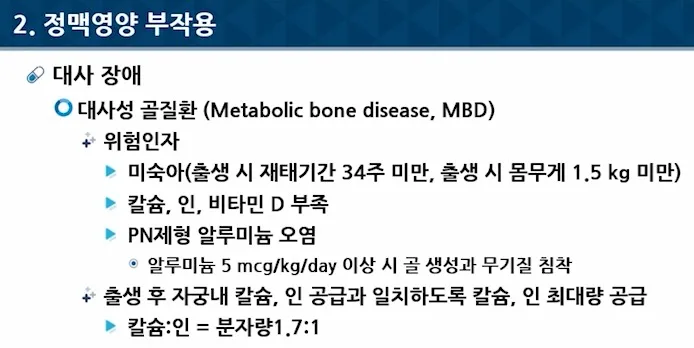 2. 정맥영양 부작용
대사 장애
대사성 골질환 (Metabolic bone disease, MBD)
위험인자
미숙아(출생 시 재태기간 34주 미만, 출생 시 몸무게 1.5 kg 미만)
칼슘, 인, 비타민 D 부족
PN제형 알루미늄 오염
알루미늄 5 mcg/kg/day 이상 시 골 생성과 무기질 침착
출생 후 자궁내 칼슘, 인 공급과 일치하도록 칼슘, 인 최대량 공급
칼슘:인 = 분자량1.7:1